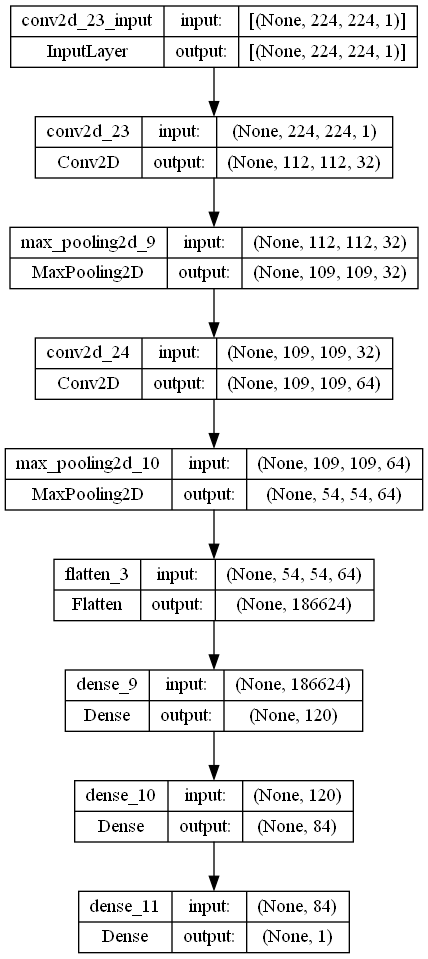 conv2d_23_input input: [(None, 224, 224, 1)]
InputLayer output: [(None, 224, 224, 1)]
conv2d_23 input: (None, 224, 224, 1)
Conv2D output: (None, 112, 112, 32)
max_pooling2d_9 input: (None, 112, 112, 32)
MaxPooling2D output: (None, 109, 109, 32)
conv2d_24 input: (None, 109, 109, 32)
Conv2D output: (None, 109, 109, 64)
max_pooling2d_10 input: (None, 109, 109, 64)
MaxPooling2D output: (None, 54, 54, 64)
flatten_3 input: (None, 54, 54, 64)
Flatten output: (None, 186624)
dense_9 input: (None, 186624)
Dense output: (None, 120)
dense_10 input: (None, 120)
Dense output: (None, 84)
dense_11 input: (None, 84)
Dense output: (None, 1)